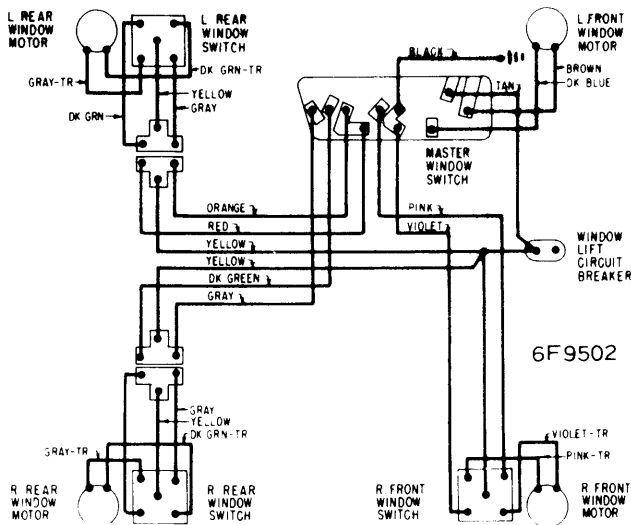 L REAR
WINDOW
MOTOR
L REAR
WINDOW
SWITCH
L FRONT
WINDOW
MOTOR
BLACK
GRAY-TR
DK GRN-TR
YELLOW
GRAY
DK GRN
BROWN
DK BLUE
TAN
MASTER
WINDOW
SWITCH
ORANGE
RED
YELLOW
YELLOW
DK GREEN
GRAY
PINK
VIOLET
WINDOW
LIFT
CIRCUIT
BREAKER
6F9502
GRAY
YELLOW
DK GRN-TR
GRAY-TR
VIOLET-TR
PINK-TR
R REAR
WINDOW
MOTOR
R REAR
WINDOW
SWITCH
R FRONT
WINDOW
SWITCH
R FRONT
WINDOW
MOTOR